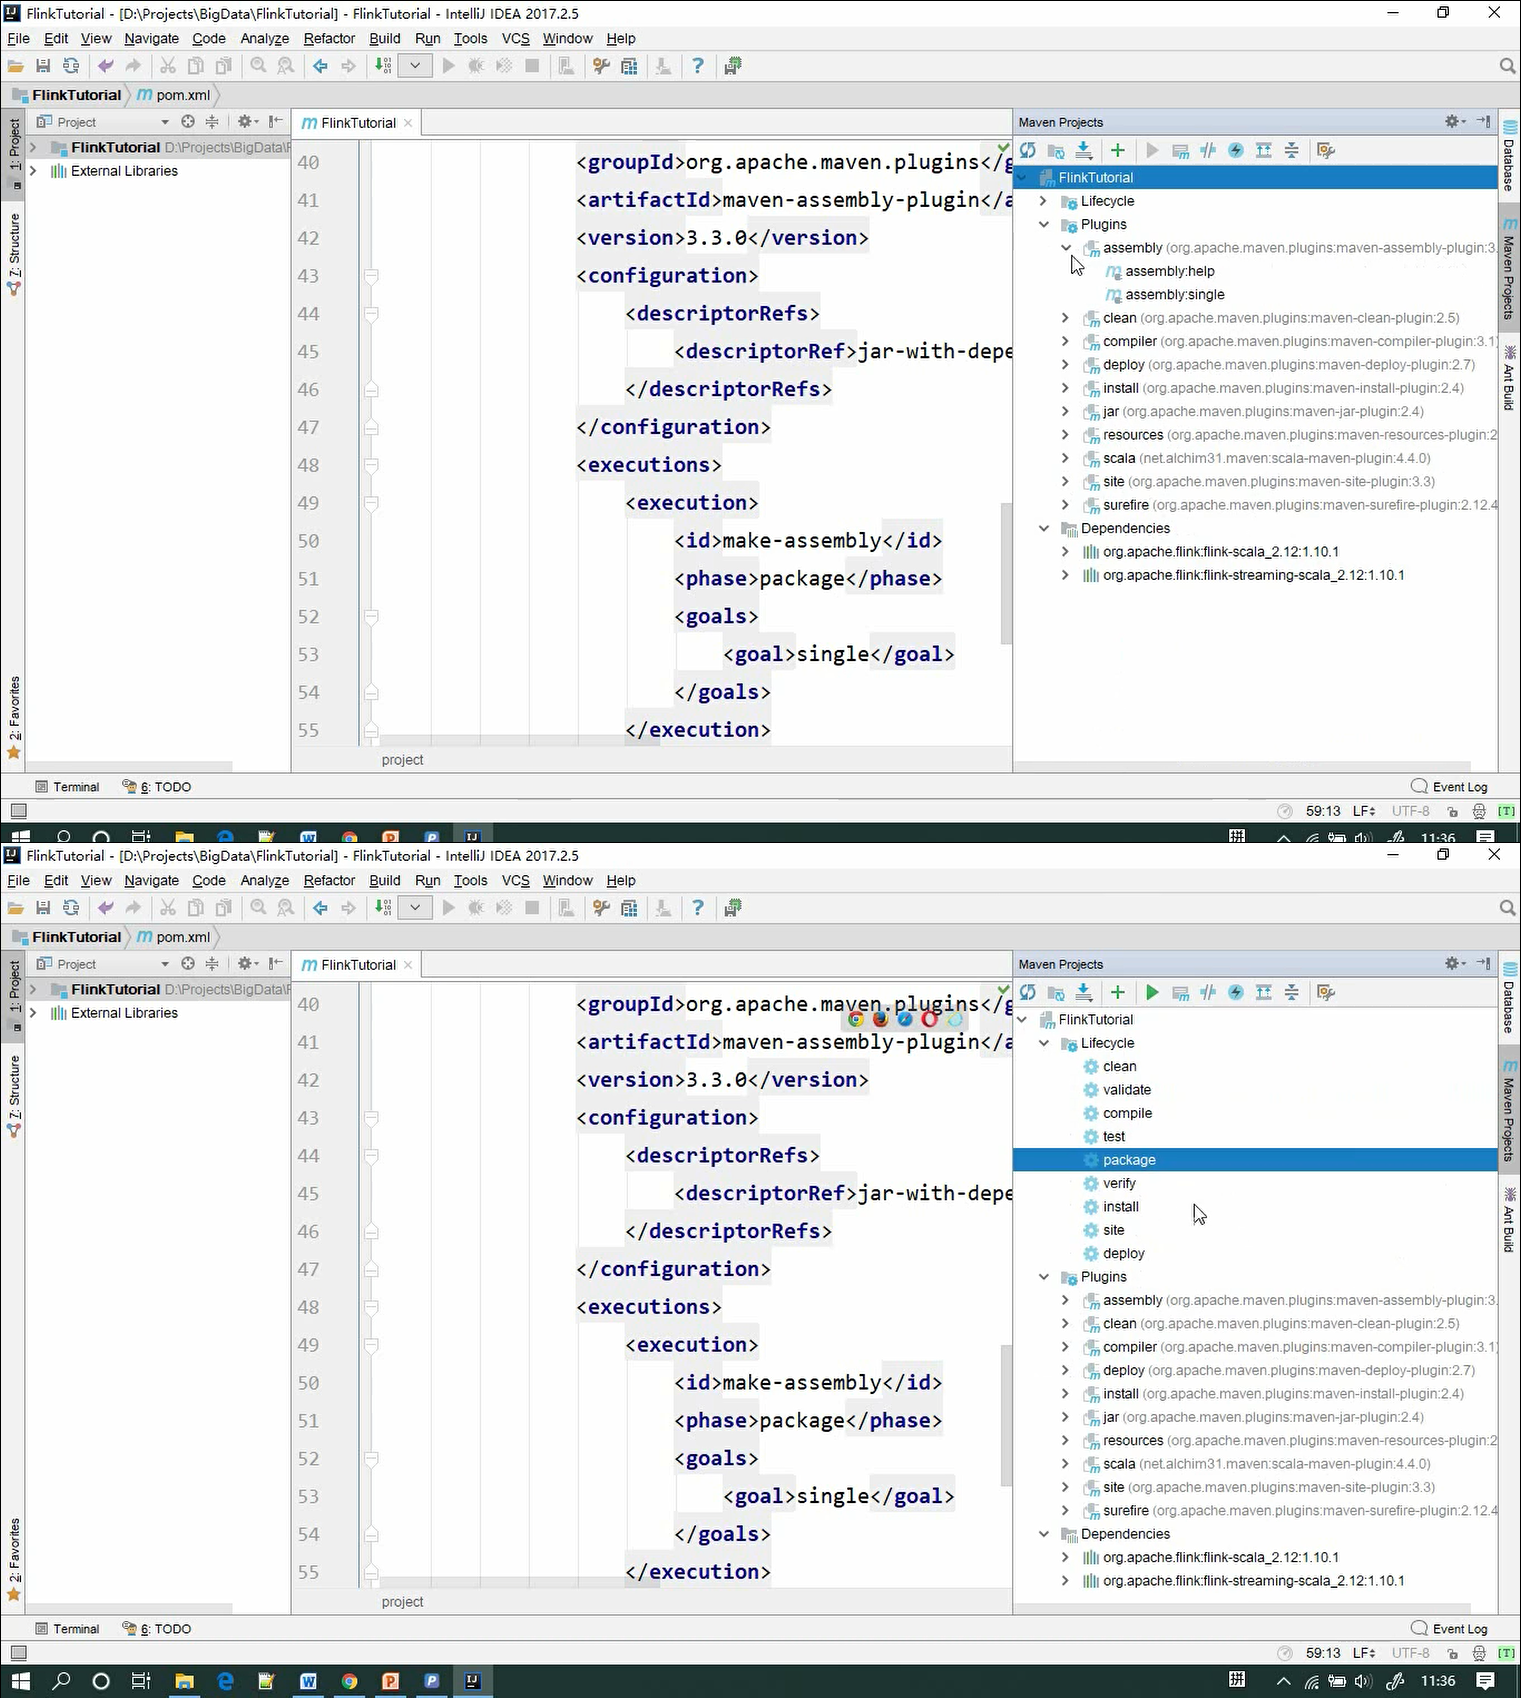 FlinkTutorial - [D:\Projects\BigData\FlinkTutorial] - FlinkTutorial - IntelliJ IDEA 2017.2.5
File Edit View Navigate Code Analyze Refactor Build Run Tools VCS Window Help
FlinkTutorial pom.xml
1: Project
7: Structure
2: Favorites
Project
FlinkTutorial D:\Projects\BigData\F
External Libraries
FlinkTutorial
40 <groupId>org.apache.maven.plugins</g
41 <artifactId>maven-assembly-plugin</a
42 <version>3.3.0</version>
43 <configuration>
44 <descriptorRefs>
45 <descriptorRef>jar-with-depe
46 </descriptorRefs>
47 </configuration>
48 <executions>
49 <execution>
50 <id>make-assembly</id>
51 <phase>package</phase>
52 <goals>
53 <goal>single</goal>
54 </goals>
55 </execution>
project
Maven Projects
FlinkTutorial
Lifecycle
Plugins
assembly (org.apache.maven.plugins:maven-assembly-plugin:3.
assembly:help
assembly:single
clean (org.apache.maven.plugins:maven-clean-plugin:2.5)
compiler (org.apache.maven.plugins:maven-compiler-plugin:3.1)
deploy (org.apache.maven.plugins:maven-deploy-plugin:2.7)
install (org.apache.maven.plugins:maven-install-plugin:2.4)
jar (org.apache.maven.plugins:maven-jar-plugin:2.4)
resources (org.apache.maven.plugins:maven-resources-plugin:2
scala (net.alchim31.maven:scala-maven-plugin:4.4.0)
site (org.apache.maven.plugins:maven-site-plugin:3.3)
surefire (org.apache.maven.plugins:maven-surefire-plugin:2.12.4
Dependencies
org.apache.flink:flink-scala_2.12:1.10.1
org.apache.flink:flink-streaming-scala_2.12:1.10.1
Database
Maven Projects
Ant Build
Terminal 6: TODO Event Log
59:13 LF UTF-8 [T]
拼 11:36
FlinkTutorial - [D:\Projects\BigData\FlinkTutorial] - FlinkTutorial - IntelliJ IDEA 2017.2.5
File Edit View Navigate Code Analyze Refactor Build Run Tools VCS Window Help
FlinkTutorial pom.xml
1: Project
7: Structure
2: Favorites
Project
FlinkTutorial D:\Projects\BigData\F
External Libraries
FlinkTutorial
40 <groupId>org.apache.maven.plugins</g
41 <artifactId>maven-assembly-plugin</a
42 <version>3.3.0</version>
43 <configuration>
44 <descriptorRefs>
45 <descriptorRef>jar-with-depe
46 </descriptorRefs>
47 </configuration>
48 <executions>
49 <execution>
50 <id>make-assembly</id>
51 <phase>package</phase>
52 <goals>
53 <goal>single</goal>
54 </goals>
55 </execution>
project
Maven Projects
FlinkTutorial
Lifecycle
clean
validate
compile
test
package
verify
install
site
deploy
Plugins
assembly (org.apache.maven.plugins:maven-assembly-plugin:3.
clean (org.apache.maven.plugins:maven-clean-plugin:2.5)
compiler (org.apache.maven.plugins:maven-compiler-plugin:3.1)
deploy (org.apache.maven.plugins:maven-deploy-plugin:2.7)
install (org.apache.maven.plugins:maven-install-plugin:2.4)
jar (org.apache.maven.plugins:maven-jar-plugin:2.4)
resources (org.apache.maven.plugins:maven-resources-plugin:2
scala (net.alchim31.maven:scala-maven-plugin:4.4.0)
site (org.apache.maven.plugins:maven-site-plugin:3.3)
surefire (org.apache.maven.plugins:maven-surefire-plugin:2.12.4
Dependencies
org.apache.flink:flink-scala_2.12:1.10.1
org.apache.flink:flink-streaming-scala_2.12:1.10.1
Database
Maven Projects
Ant Build
Terminal 6: TODO Event Log
59:13 LF UTF-8 [T]
拼 11:36